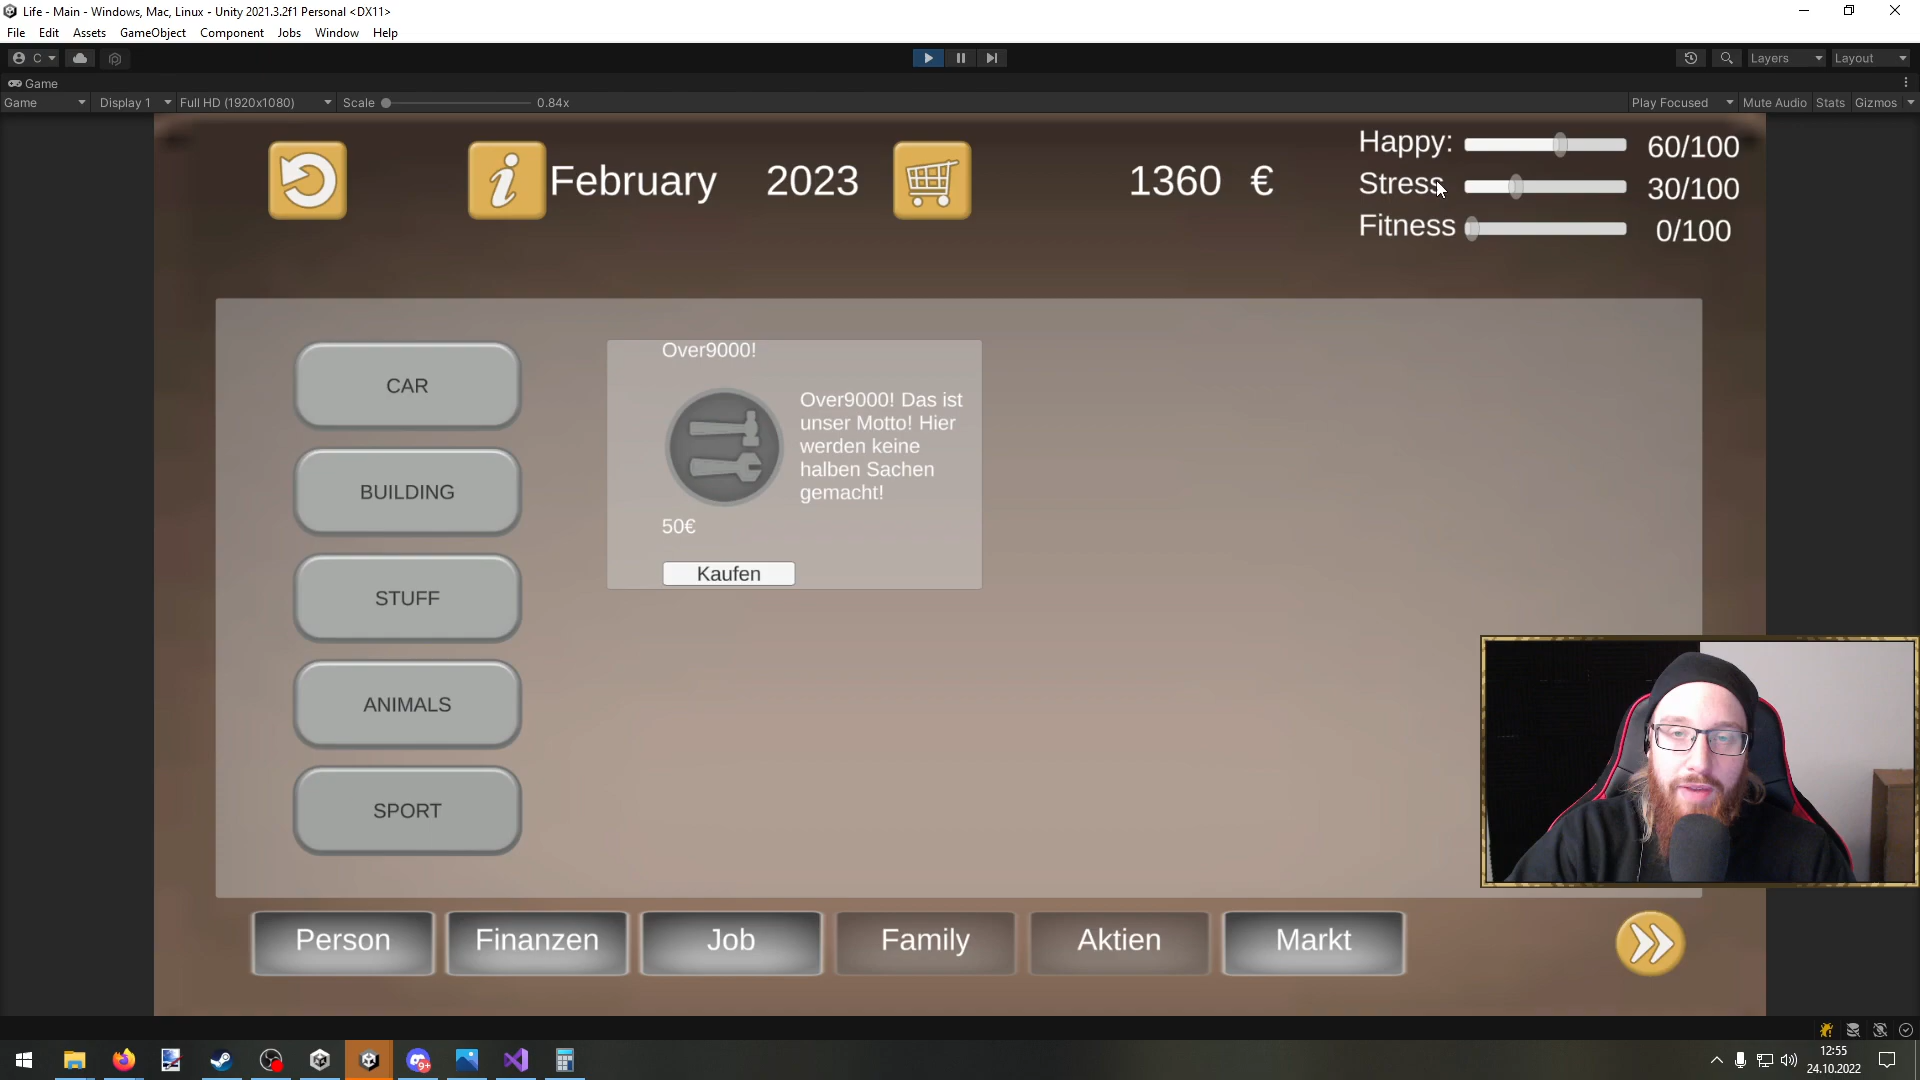 Life - Main - Windows, Mac, Linux - Unity 2021.3.2f1 Personal <DX11>
File Edit Assets GameObject Component Jobs Window Help
C Layers Layout
Game
Game Display 1 Full HD (1920x1080) Scale 0.84x Play Focused Mute Audio Stats Gizmos
February 2023 1360 €
Happy: 60/100
Stress 30/100
Fitness 0/100
CAR
BUILDING
STUFF
ANIMALS
SPORT
Over9000!
Over9000! Das ist
unser Motto! Hier
werden keine
halben Sachen
gemacht!
50€
Kaufen
Person Finanzen Job Family Aktien Markt
9+
12:55
24.10.2022